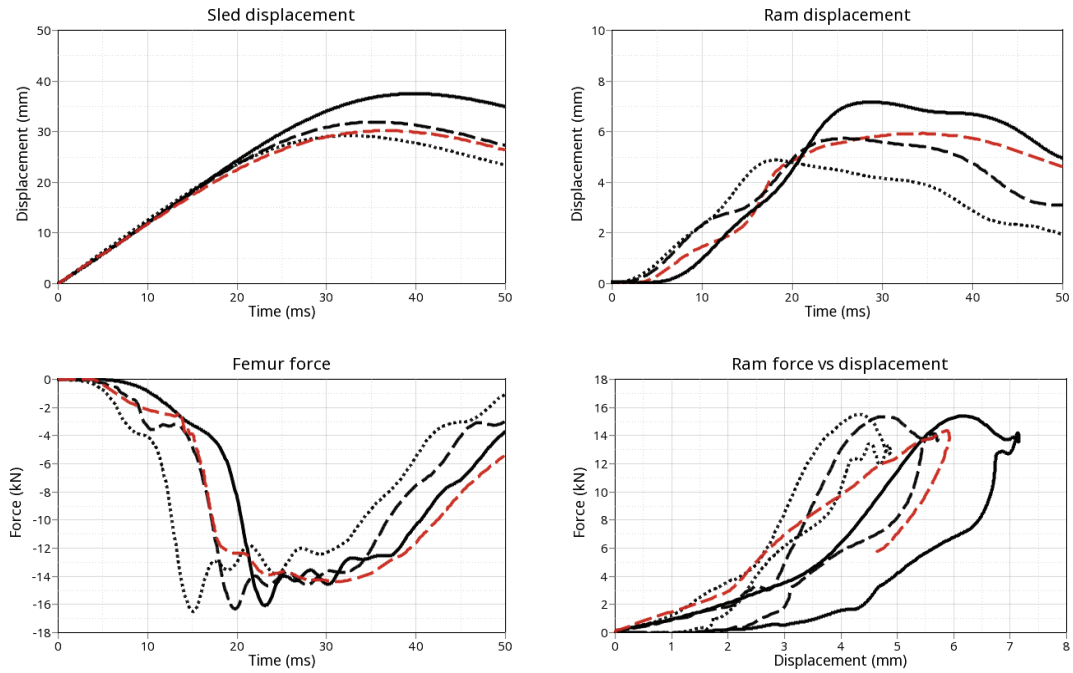 Sled displacement
Displacement (mm)
50
40
30
20
10
0
0 10 20 30 40 50
Time (ms)
Ram displacement
Displacement (mm)
10
8
6
4
2
0
0 10 20 30 40 50
Time (ms)
Femur force
Force (kN)
0
-2
-4
-6
-8
-10
-12
-14
-16
-18
0 10 20 30 40 50
Time (ms)
Ram force vs displacement
Force (kN)
18
16
14
12
10
8
6
4
2
0
0 1 2 3 4 5 6 7 8
Displacement (mm)